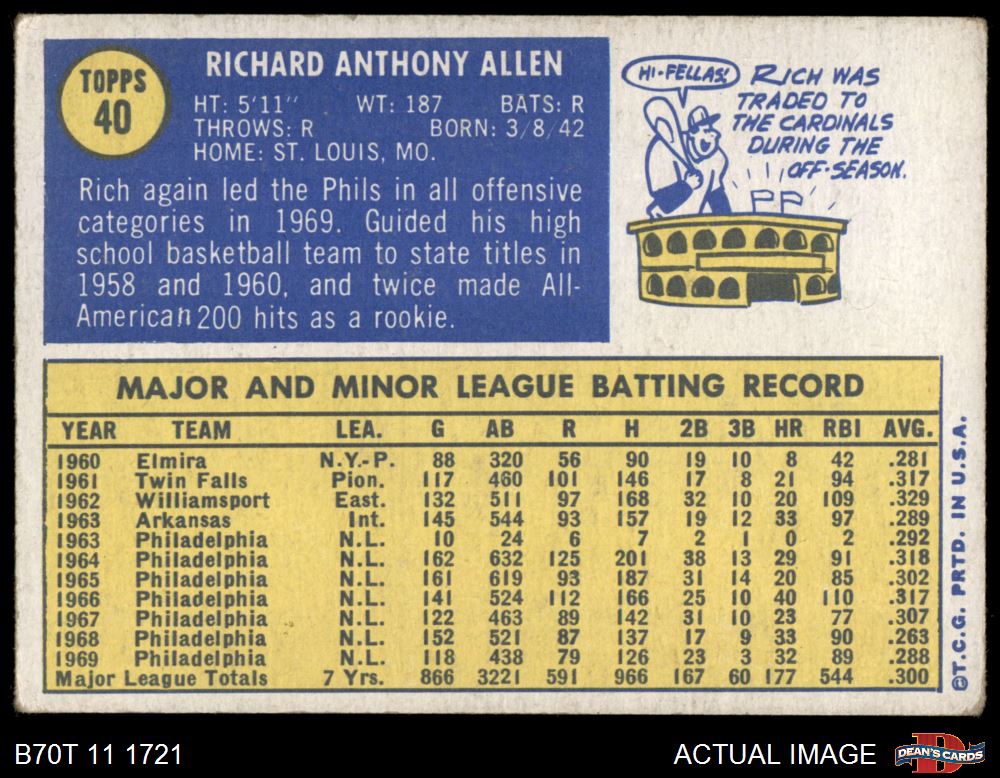 TOPPS
40
RICHARD ANTHONY ALLEN
HT: 5'11" WT: 187 BATS: R
THROWS: R BORN: 3/8/42
HOME: ST. LOUIS, MO.
Rich again led the Phils in all offensive
categories in 1969. Guided his high
school basketball team to state titles in
1958 and 1960, and twice made All-
American 200 hits as a rookie.
HI-FELLAS!
RICH WAS
TRADED TO
THE CARDINALS
DURING THE
OFF-SEASON.
MAJOR AND MINOR LEAGUE BATTING RECORD
YEAR TEAM LEA. G AB R H 2B 3B HR RBI AVG.
1960 Elmira N.Y.-P. 88 320 56 90 19 10 8 42 .281
1961 Twin Falls Pion. 117 460 101 146 17 8 21 94 .317
1962 Williamsport East. 132 511 97 168 32 10 20 109 .329
1963 Arkansas Int. 145 544 93 157 19 12 33 97 .289
1963 Philadelphia N.L. 10 24 6 7 2 1 0 2 .292
1964 Philadelphia N.L. 162 632 125 201 38 13 29 91 .318
1965 Philadelphia N.L. 161 619 93 187 31 14 20 85 .302
1966 Philadelphia N.L. 141 524 112 166 25 10 40 110 .317
1967 Philadelphia N.L. 122 463 89 142 31 10 23 77 .307
1968 Philadelphia N.L. 152 521 87 137 17 9 33 90 .263
1969 Philadelphia N.L. 118 438 79 126 23 3 32 89 .288
Major League Totals 7 Yrs. 866 3221 591 966 167 60 177 544 .300
©T.C.G. PRTD. IN U.S.A.
B70T 11 1721
ACTUAL IMAGE
DEAN'S CARDS